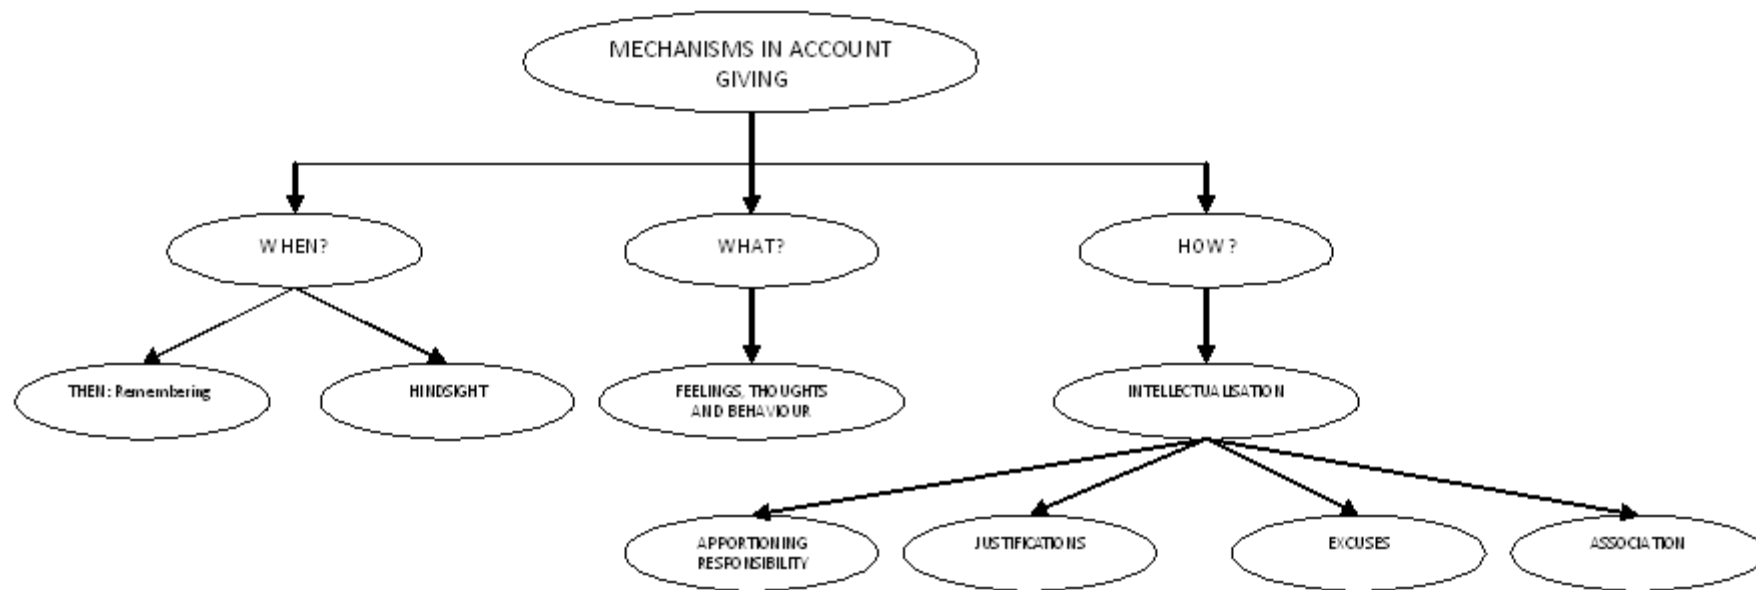 MECHANISMS IN ACCOUNT
GIVING
WHEN?
WHAT?
HOW?
THEN: Remembering
HINDSIGHT
FEELINGS, THOUGHTS
AND BEHAVIOUR
INTELLECTUALISATION
APPORTIONING
RESPONSIBILITY
JUSTIFICATIONS
EXCUSES
ASSOCIATION